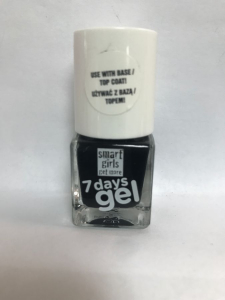 USE WITH BASE /
TOP COAT!
UŻYWAĆ Z BAZĄ /
TOPEM!
smart
girls
get more
7 days
gel